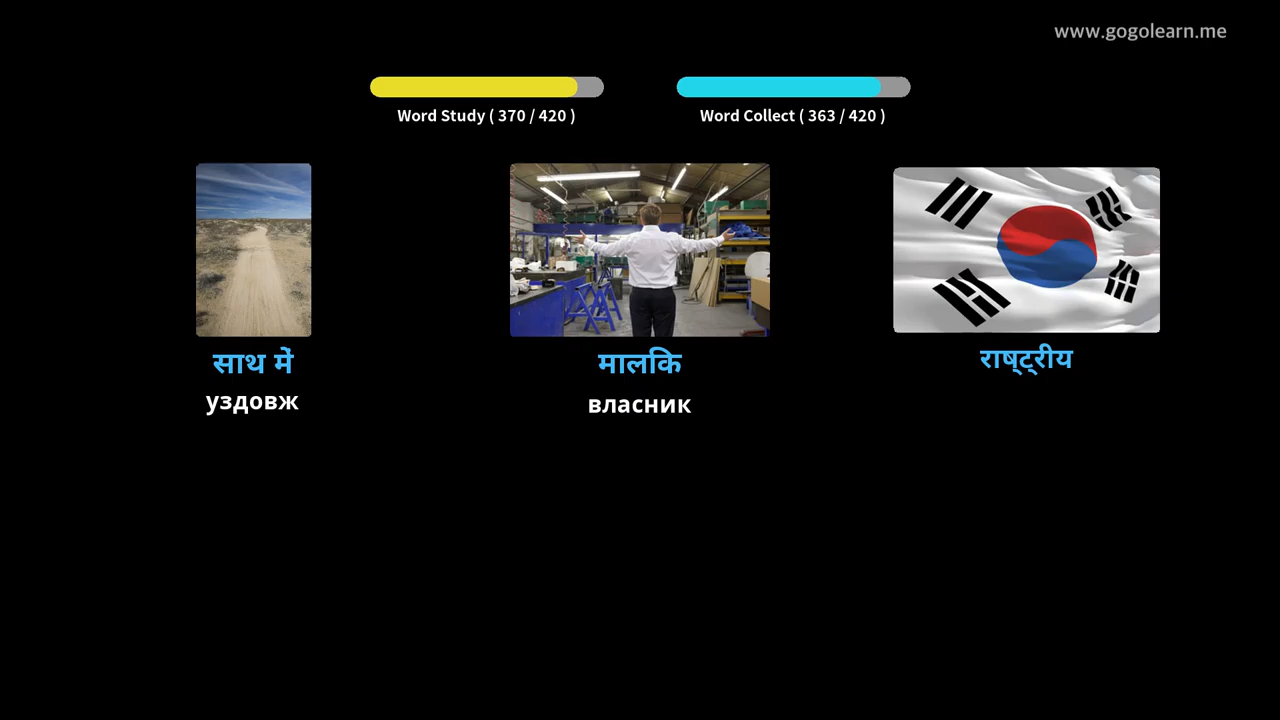 www.gogolearn.me
Word Study ( 370 / 420 )
Word Collect ( 363 / 420 )
साथ में
уздовж
मालकि
власник
राष्ट्रीय